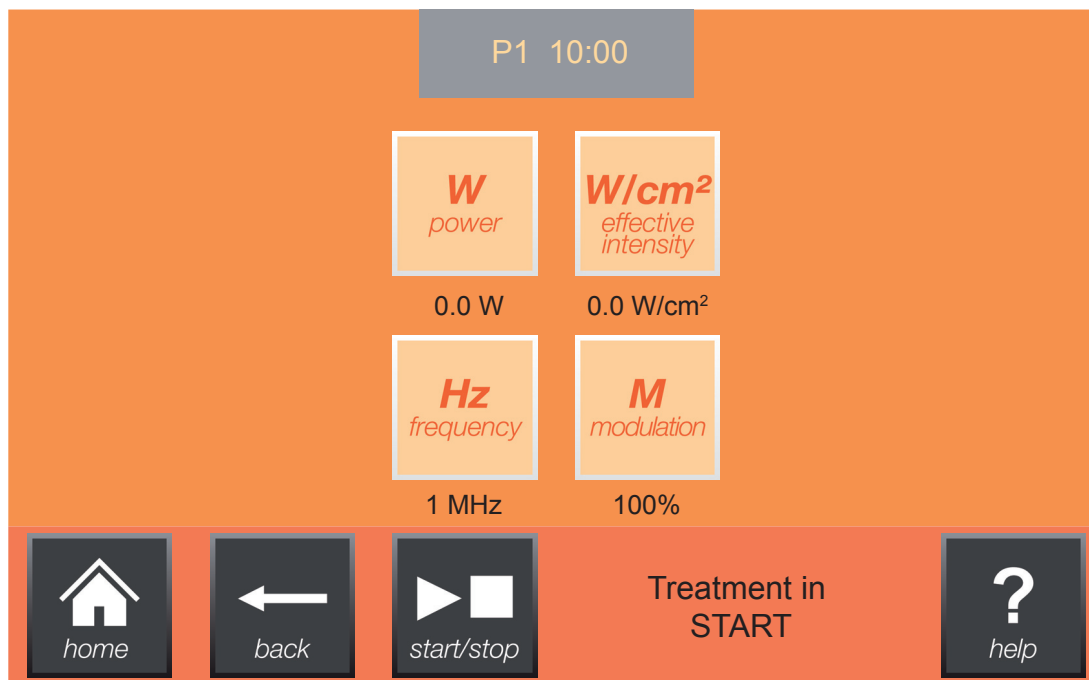 P1 10:00
W
power
W/cm²
effective
intensity
0.0 W
0.0 W/cm²
Hz
frequency
M
modulation
1 MHz
100%
home
back
start/stop
Treatment in
START
?
help